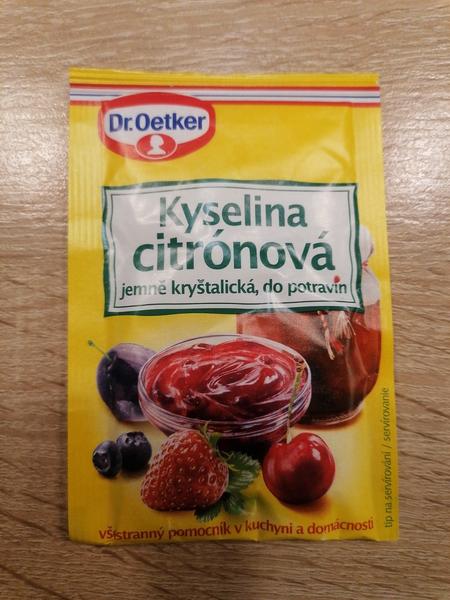 Dr.Oetker
Kyselina
citrónová
jemně kryštalická, do potravin
všestranný pomocník v kuchyni a domácnosti
tip na servírování / servírovanie